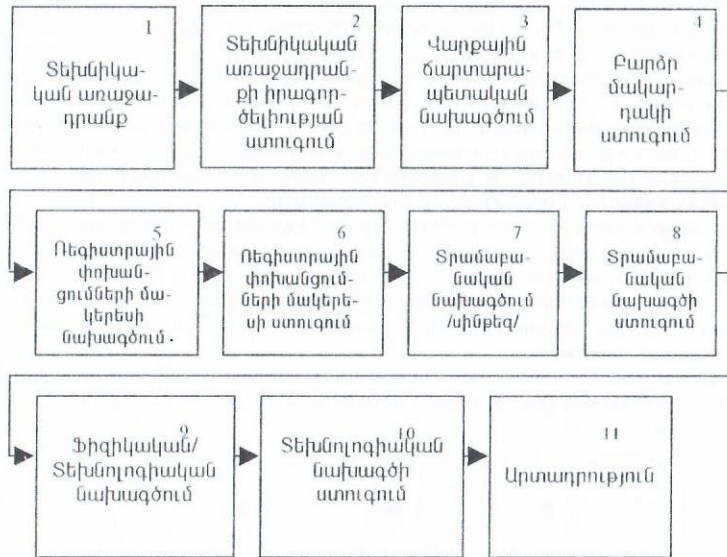 1
Տեխնիկա-
կան առաջա-
դրանք
2
Տեխնիկական
առաջադրան-
քի իրագոր-
ծելիության
ստուգում
3
Վարքային
ճարտարա-
պետական
նախագծում
4
Բարձր
մակար-
դակի
ստուգում
5
Ռեգիստրային
փոխան-
ցումների մա-
կերեսի
նախագծում.
6
Ռեգիստրային
փոխանցում-
ների մակերե-
սի ստուգում
7
Տրամաբա-
նական
նախագծում
/սինթեզ/
8
Տրամաբա-
նական
նախագծի
ստուգում
9
Ֆիզիկական/
Տեխնոլոգիական
նախագծում
10
Տեխնոլոգիական
նախագծի
ստուգում
11
Արտադրություն